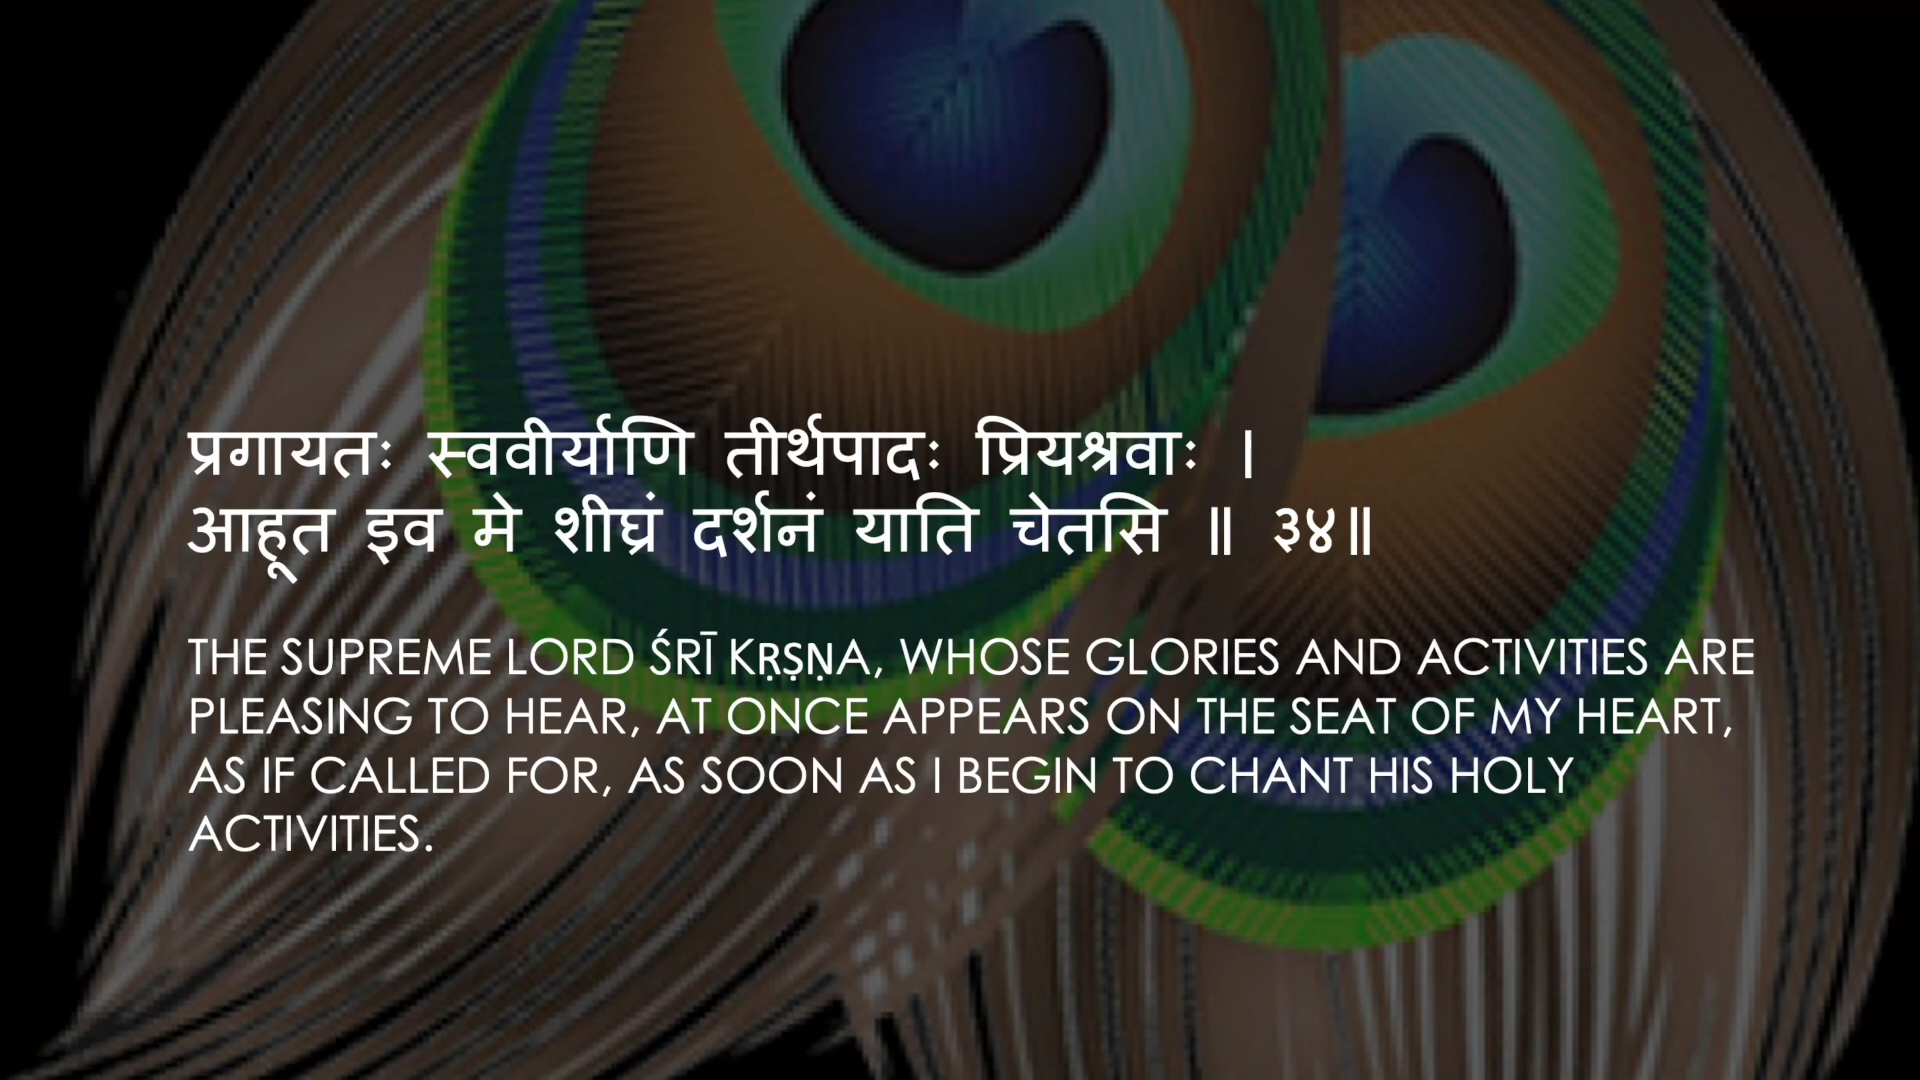 प्रगायतः स्ववीर्याणि तीर्थपादः प्रियश्रवाः ।
आहूत इव मे शीघ्रं दर्शनं याति चेतसि ॥ ३४॥
THE SUPREME LORD ŚRĪ KṚṢṆA, WHOSE GLORIES AND ACTIVITIES ARE
PLEASING TO HEAR, AT ONCE APPEARS ON THE SEAT OF MY HEART,
AS IF CALLED FOR, AS SOON AS I BEGIN TO CHANT HIS HOLY
ACTIVITIES.